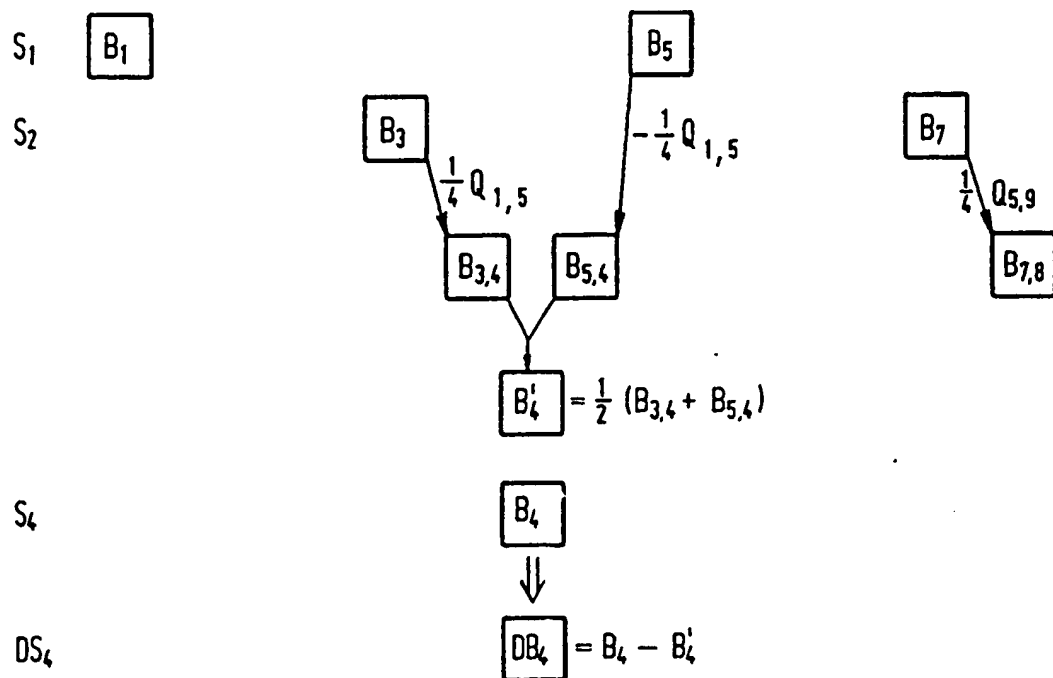 S₁ B₁ B₅
S₂ B₃ B₇
-1/4 Q₁,₅
1/4 Q₁,₅ 1/4 Q₅,₉
B₃,₄ B₅,₄ B₇,₈
B'₄ = 1/2 (B₃,₄ + B₅,₄)
S₄ B₄
DS₄ DB₄ = B₄ - B'₄